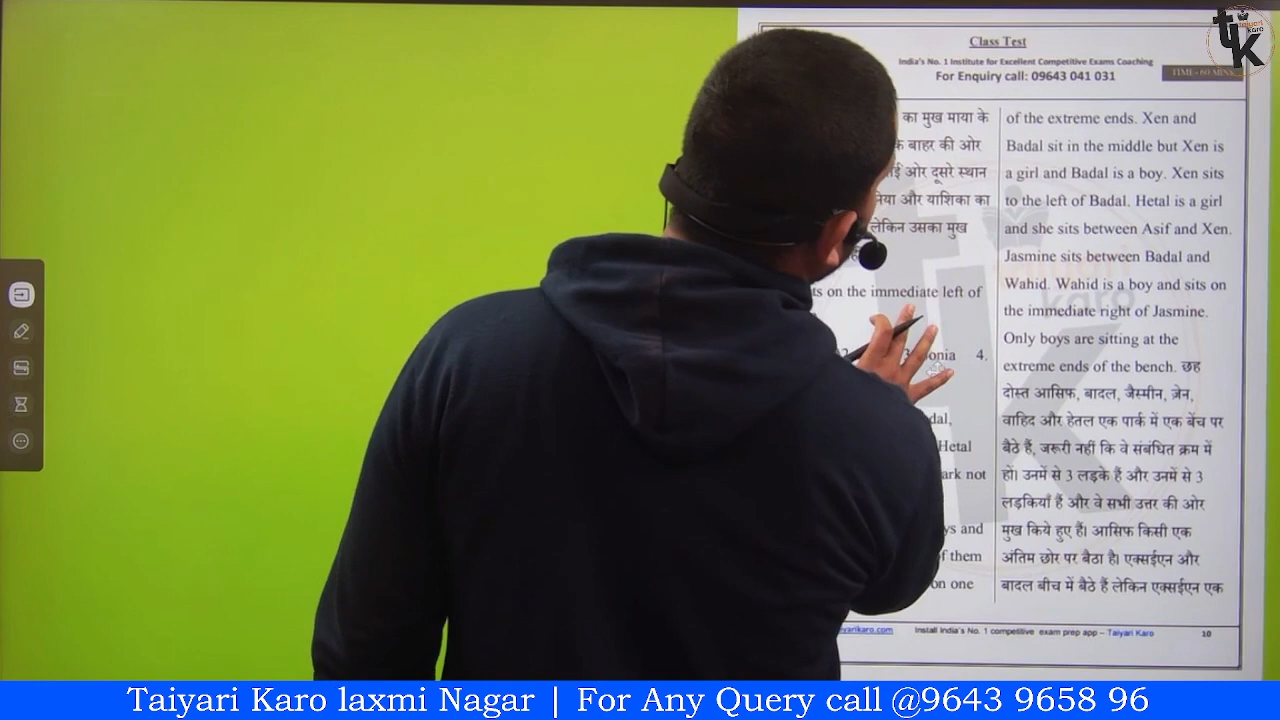 Class Test
India's No. 1 Institute for Excellent Competitive Exams Coaching
For Enquiry call: 09643 041 031
TIME- 60 MINS
का मुख माया के
बाहर की ओर
ओर दूसरे स्थान
और याशिका का
लेकिन उसका मुख
on the immediate left of
4.
Hetal
not
and
them
on one
of the extreme ends. Xen and
Badal sit in the middle but Xen is
a girl and Badal is a boy. Xen sits
to the left of Badal. Hetal is a girl
and she sits between Asif and Xen.
Jasmine sits between Badal and
Wahid. Wahid is a boy and sits on
the immediate right of Jasmine.
Only boys are sitting at the
extreme ends of the bench. छह
दोस्त आसिफ, बादल, जैस्मीन, ज़ेन,
वाहिद और हेतल एक पार्क में एक बेंच पर
बैठे हैं, जरूरी नहीं कि वे संबंधित क्रम में
हों। उनमें से 3 लड़के हैं और उनमें से 3
लड़कियाँ हैं और वे सभी उत्तर की ओर
मुख किये हुए हैं। आसिफ किसी एक
अंतिम छोर पर बैठा है। एक्सईएन और
बादल बीच में बैठे हैं लेकिन एक्सईएन एक
Install India's No. 1 competitive exam prep app – Taiyari Karo
10
Taiyari Karo laxmi Nagar | For Any Query call @9643 9658 96